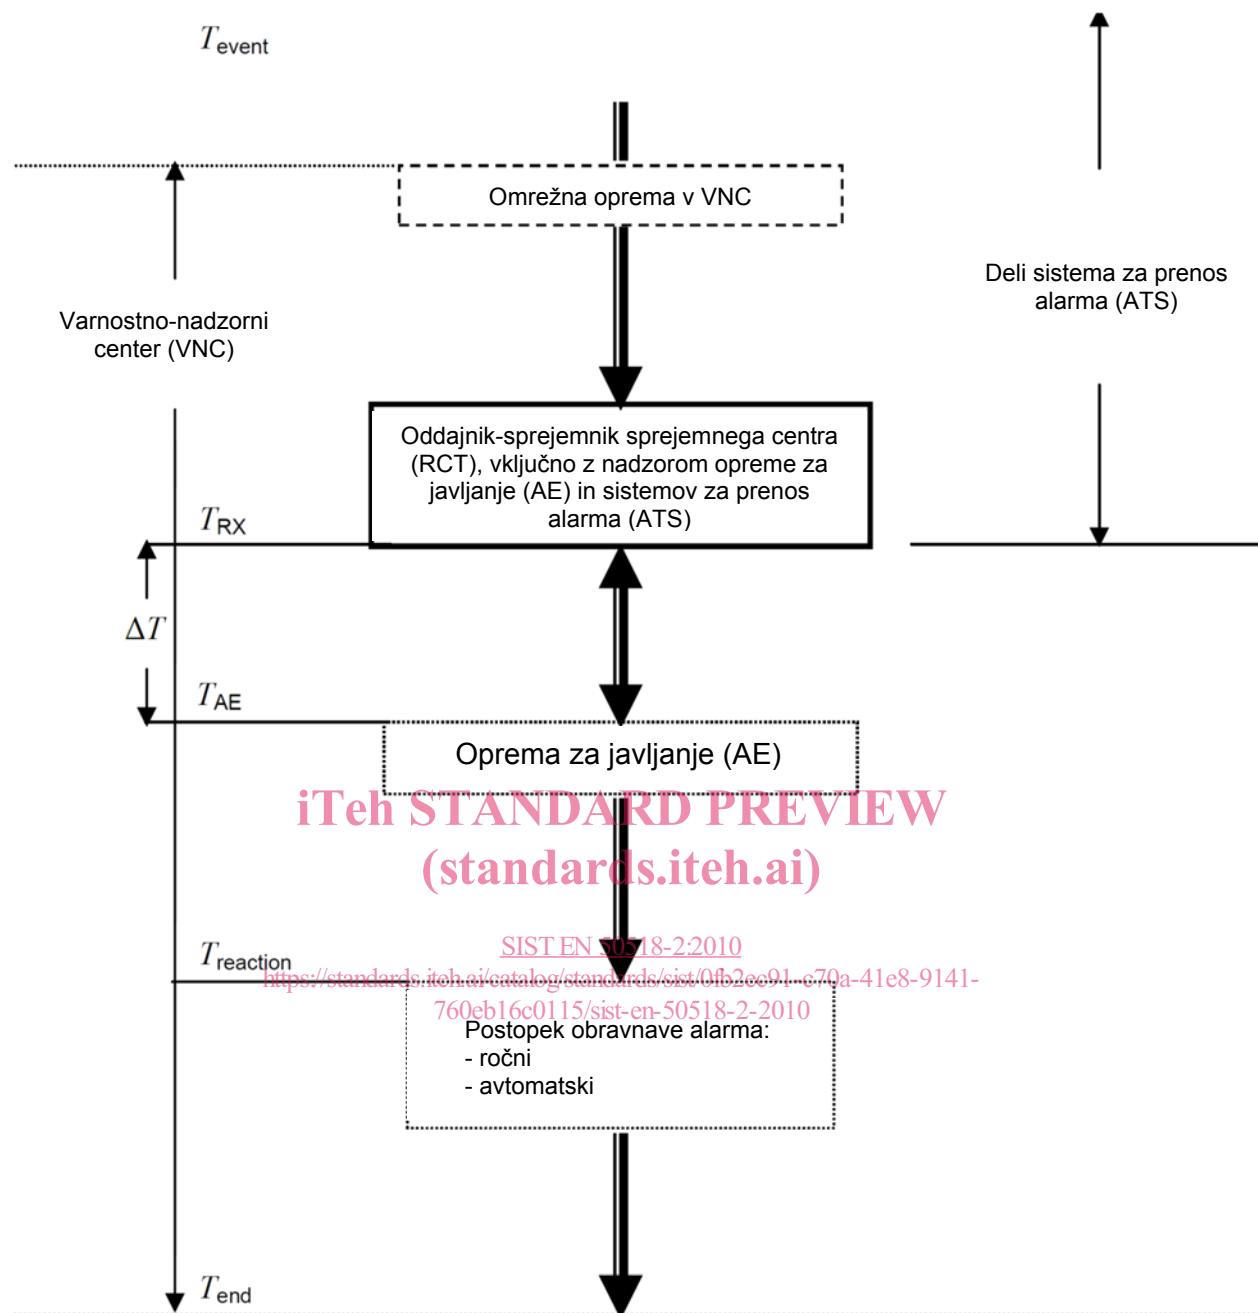 T event
Omrežna oprema v VNC
Deli sistema za prenos
alarma (ATS)
Varnostno-nadzorni
center (VNC)
Oddajnik-sprejemnik sprejemnega centra
(RCT), vključno z nadzorom opreme za
javljanje (AE) in sistemov za prenos
alarma (ATS)
T RX
ΔT
T AE
Oprema za javljanje (AE)
iTeh STANDARD PREVIEW
(standards.iteh.ai)
SIST EN 50518-2:2010
T reaction
https://standards.iteh.ai/catalog/standards/sist/0fb2ec91-c70a-41e8-9141-
760eb16c0115/sist-en-50518-2-2010
Postopek obravnave alarma:
- ročni
- avtomatski
T end